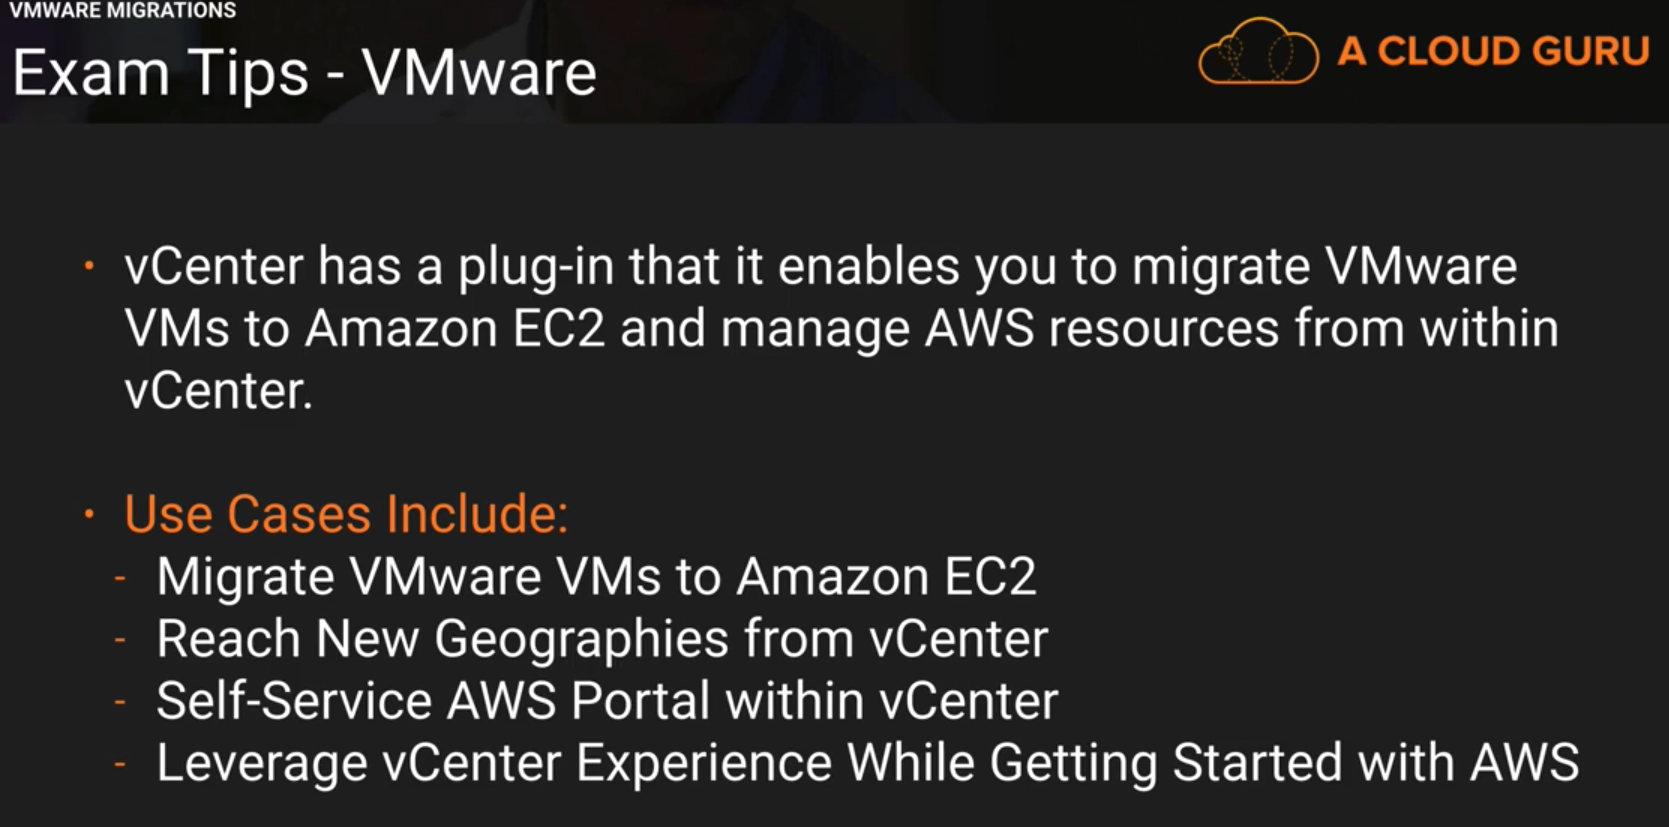 VMWARE MIGRATIONS
Exam Tips - VMware
A CLOUD GURU
• vCenter has a plug-in that it enables you to migrate VMware
VMs to Amazon EC2 and manage AWS resources from within
vCenter.
• Use Cases Include:
- Migrate VMware VMs to Amazon EC2
- Reach New Geographies from vCenter
- Self-Service AWS Portal within vCenter
- Leverage vCenter Experience While Getting Started with AWS